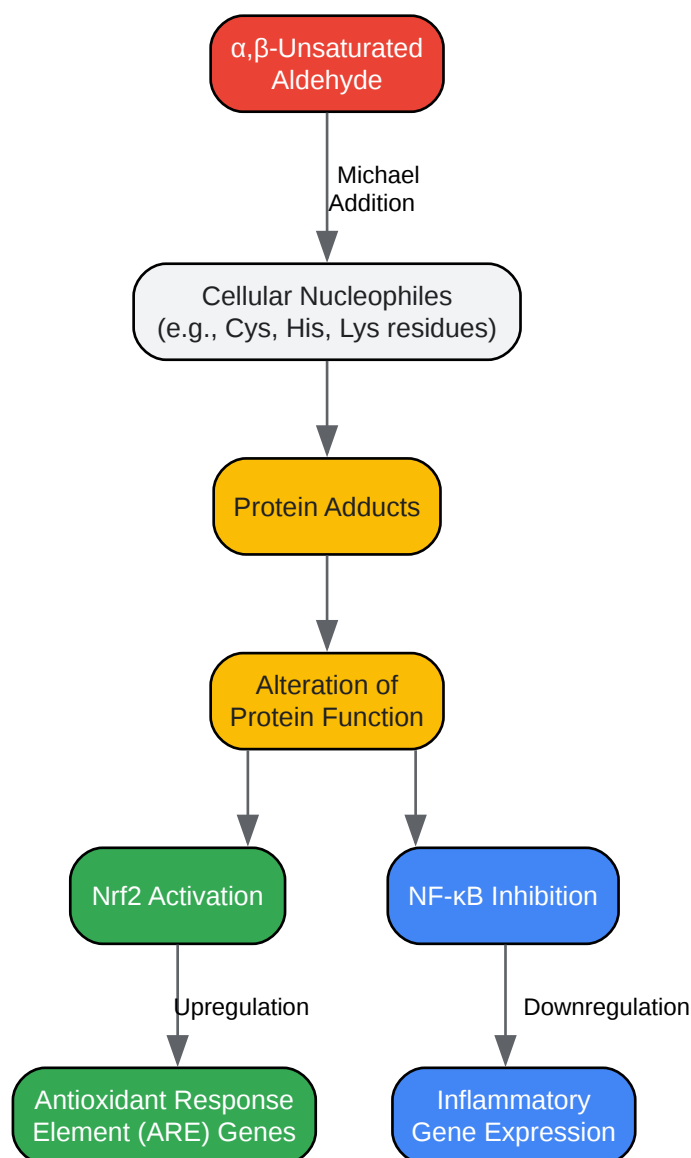 α,β-Unsaturated
Aldehyde
Michael
Addition
Cellular Nucleophiles
(e.g., Cys, His, Lys residues)
Protein Adducts
Alteration of
Protein Function
Nrf2 Activation
NF-κB Inhibition
Upregulation
Downregulation
Antioxidant Response
Element (ARE) Genes
Inflammatory
Gene Expression